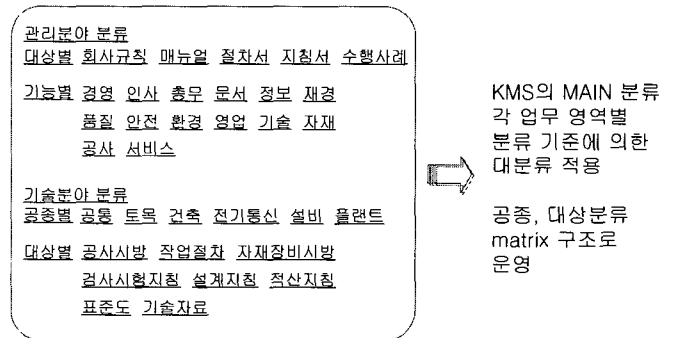 관리분야 분류
대상별 회사규칙 매뉴얼 절차서 지침서 수행사례
기능별 경영 인사 총무 문서 정보 재경
품질 안전 환경 영업 기술 자재
공사 서비스
기술분야 분류
공종별 공통 토목 건축 전기통신 설비 플랜트
대상별 공사시방 작업절차 자재장비시방
검사시험지침 설계지침 적산지침
표준도 기술자료
KMS의 MAIN 분류
각 업무 영역별
분류 기준에 의한
대분류 적용
공종, 대상분류
matrix 구조로
운영